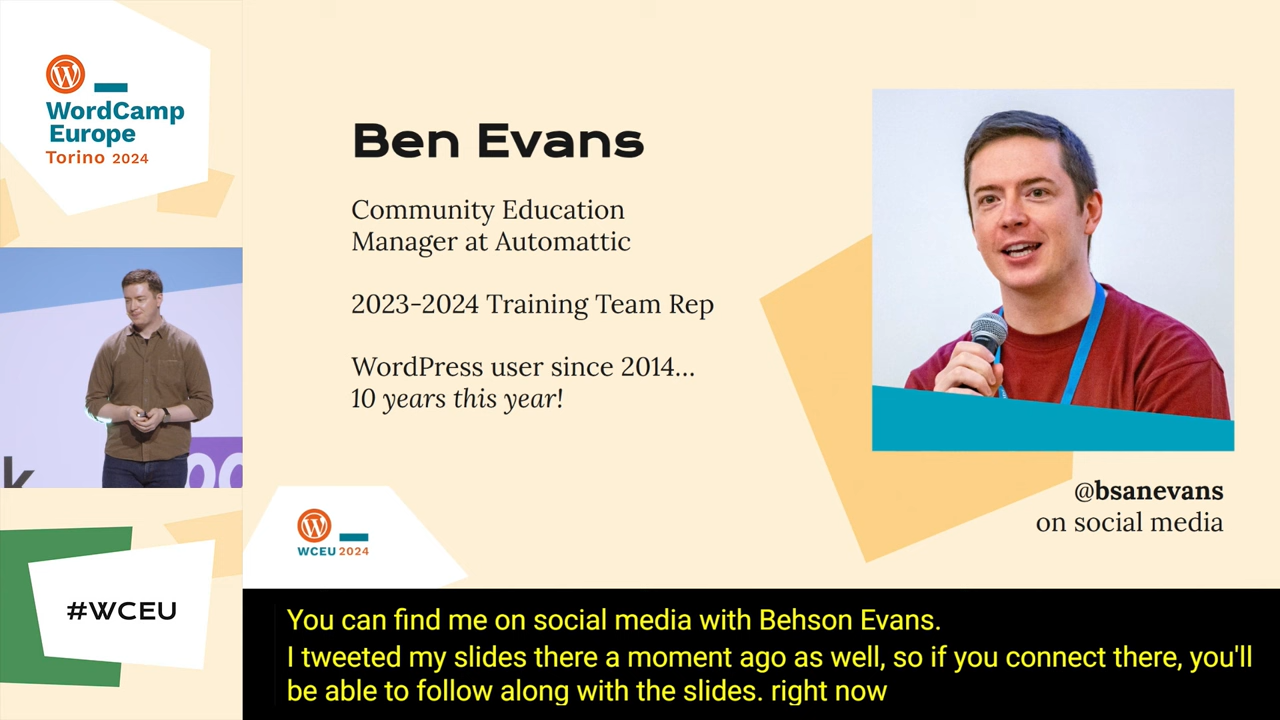 WordCamp
Europe
Torino 2024
Ben Evans
Community Education
Manager at Automattic
2023-2024 Training Team Rep
WordPress user since 2014...
10 years this year!
@bsanevans
on social media
WCEU 2024
#WCEU
You can find me on social media with Behson Evans.
I tweeted my slides there a moment ago as well, so if you connect there, you'll
be able to follow along with the slides. right now